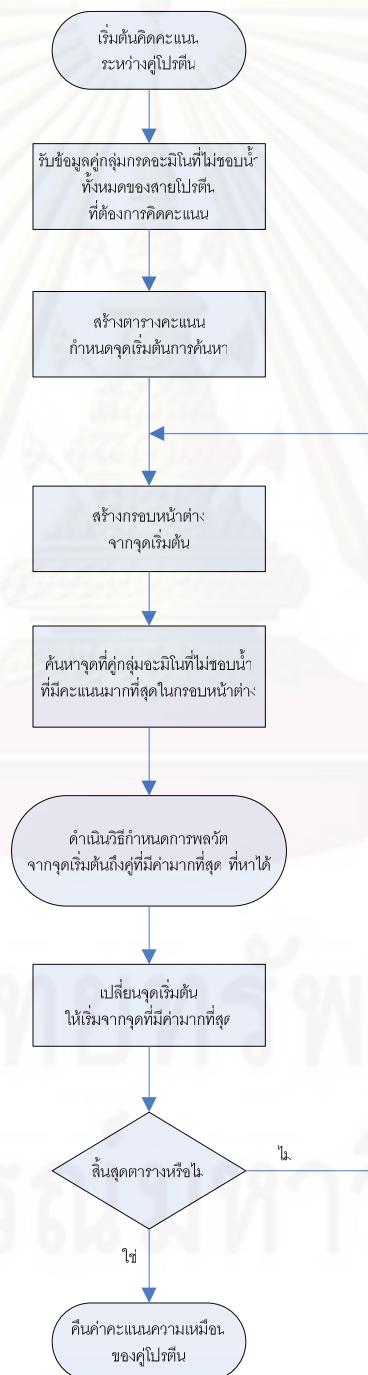 เริ่มต้นคิดคะแนน
ระหว่างคู่โปรตีน
รับข้อมูลคู่กลุ่มกรดอะมิโนที่ไม่ชอบน้ำ
ทั้งหมดของสายโปรตีน
ที่ต้องการคิดคะแนน
สร้างตารางคะแนน
กำหนดจุดเริ่มต้นการค้นหา
สร้างกรอบหน้าต่าง
จากจุดเริ่มต้น
ค้นหาจุดที่คู่กลุ่มอะมิโนที่ไม่ชอบน้ำ
ที่มีคะแนนมากที่สุดในกรอบหน้าต่าง
ดำเนินวิธีกำหนดการพลวัต
จากจุดเริ่มต้นถึงคู่ที่มีค่ามากที่สุด ที่หาได้
เปลี่ยนจุดเริ่มต้น
ให้เริ่มจากจุดที่มีค่ามากที่สุด
สิ้นสุดตารางหรือไม่
ไม่
ใช่
คืนค่าคะแนนความเหมือน
ของคู่โปรตีน